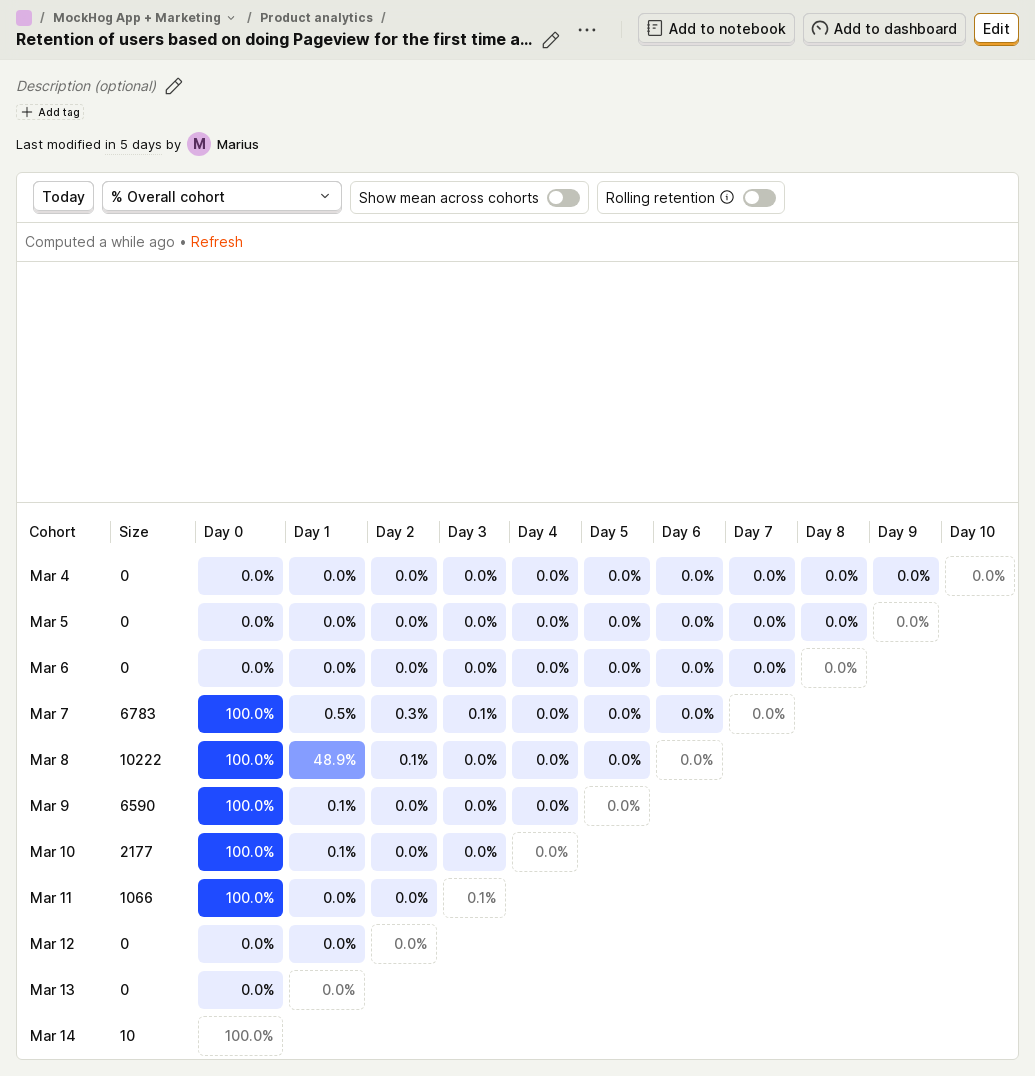 / MockHog App + Marketing / Product analytics /
Retention of users based on doing Pageview for the first time a...
Add to notebook
Add to dashboard
Edit
Description (optional)
Add tag
Last modified in 5 days by M Marius
Today
% Overall cohort
Show mean across cohorts
Rolling retention
Computed a while ago • Refresh
Cohort Size Day 0 Day 1 Day 2 Day 3 Day 4 Day 5 Day 6 Day 7 Day 8 Day 9 Day 10
Mar 4 0 0.0% 0.0% 0.0% 0.0% 0.0% 0.0% 0.0% 0.0% 0.0% 0.0% 0.0%
Mar 5 0 0.0% 0.0% 0.0% 0.0% 0.0% 0.0% 0.0% 0.0% 0.0% 0.0%
Mar 6 0 0.0% 0.0% 0.0% 0.0% 0.0% 0.0% 0.0% 0.0% 0.0%
Mar 7 6783 100.0% 0.5% 0.3% 0.1% 0.0% 0.0% 0.0% 0.0%
Mar 8 10222 100.0% 48.9% 0.1% 0.0% 0.0% 0.0% 0.0%
Mar 9 6590 100.0% 0.1% 0.0% 0.0% 0.0% 0.0%
Mar 10 2177 100.0% 0.1% 0.0% 0.0% 0.0%
Mar 11 1066 100.0% 0.0% 0.0% 0.1%
Mar 12 0 0.0% 0.0% 0.0%
Mar 13 0 0.0% 0.0%
Mar 14 10 100.0%